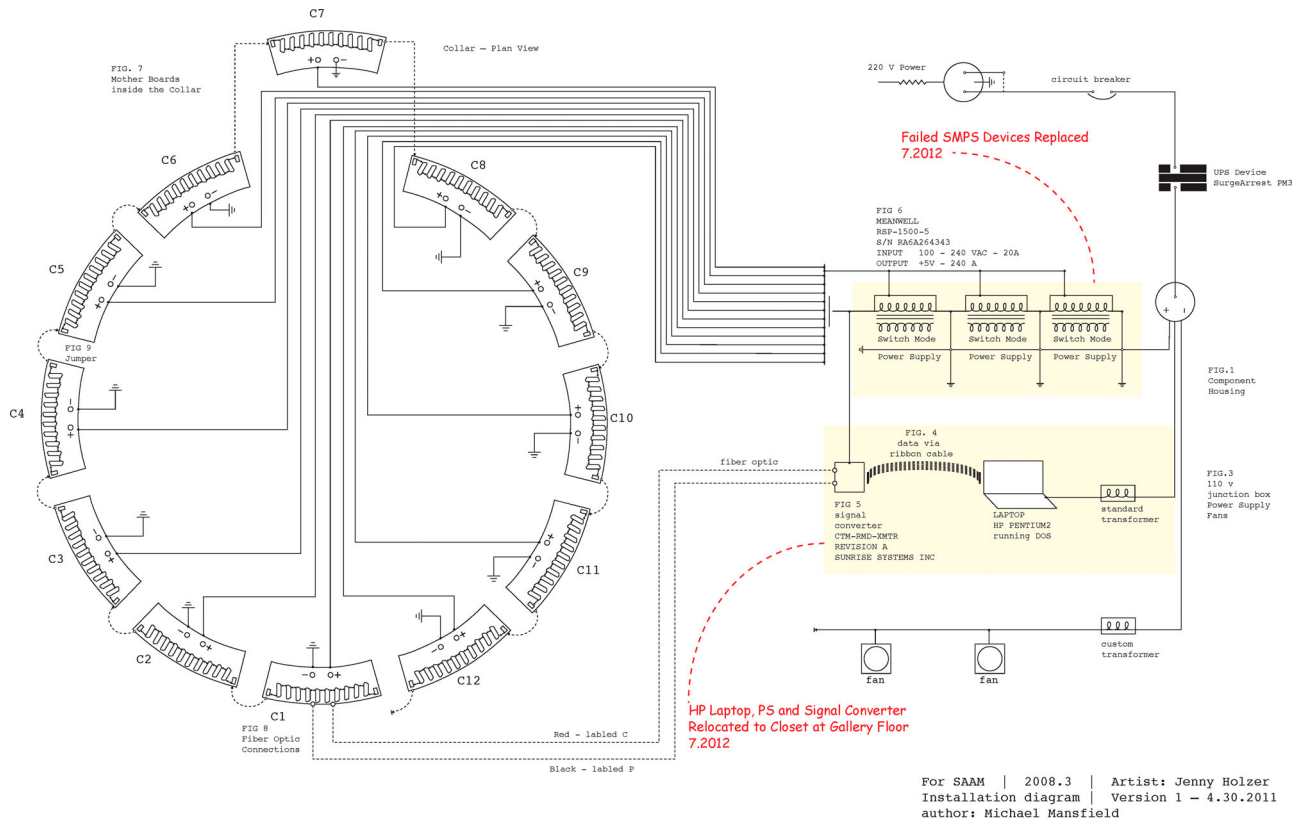 C7
Collar — Plan View
FIG. 7
Mother Boards
inside the Collar
220 V Power
circuit breaker
Failed SMPS Devices Replaced
7.2012
C6
C8
UPS Device
SurgeArrest PM3
FIG 6
MEANWELL
RSP-1500-5
S/N RA6A264343
INPUT 100 - 240 VAC - 20A
OUTPUT +5V - 240 A
C5
C9
FIG 9
Jumper
Switch Mode
Power Supply
Switch Mode
Power Supply
Switch Mode
Power Supply
FIG.1
Component
Housing
C4
C10
FIG. 4
data via
ribbon cable
fiber optic
FIG 5
signal
converter
CTM-RMD-XMTR
REVISION A
SUNRISE SYSTEMS INC
LAPTOP
HP PENTIUM2
running DOS
standard
transformer
FIG.3
110 v
junction box
Power Supply
Fans
C3
C11
C2
C12
C1
fan
fan
custom
transformer
HP Laptop, PS and Signal Converter
Relocated to Closet at Gallery Floor
7.2012
FIG 8
Fiber Optic
Connections
Red - labled C
Black - labled P
For SAAM | 2008.3 | Artist: Jenny Holzer
Installation diagram | Version 1 — 4.30.2011
author: Michael Mansfield